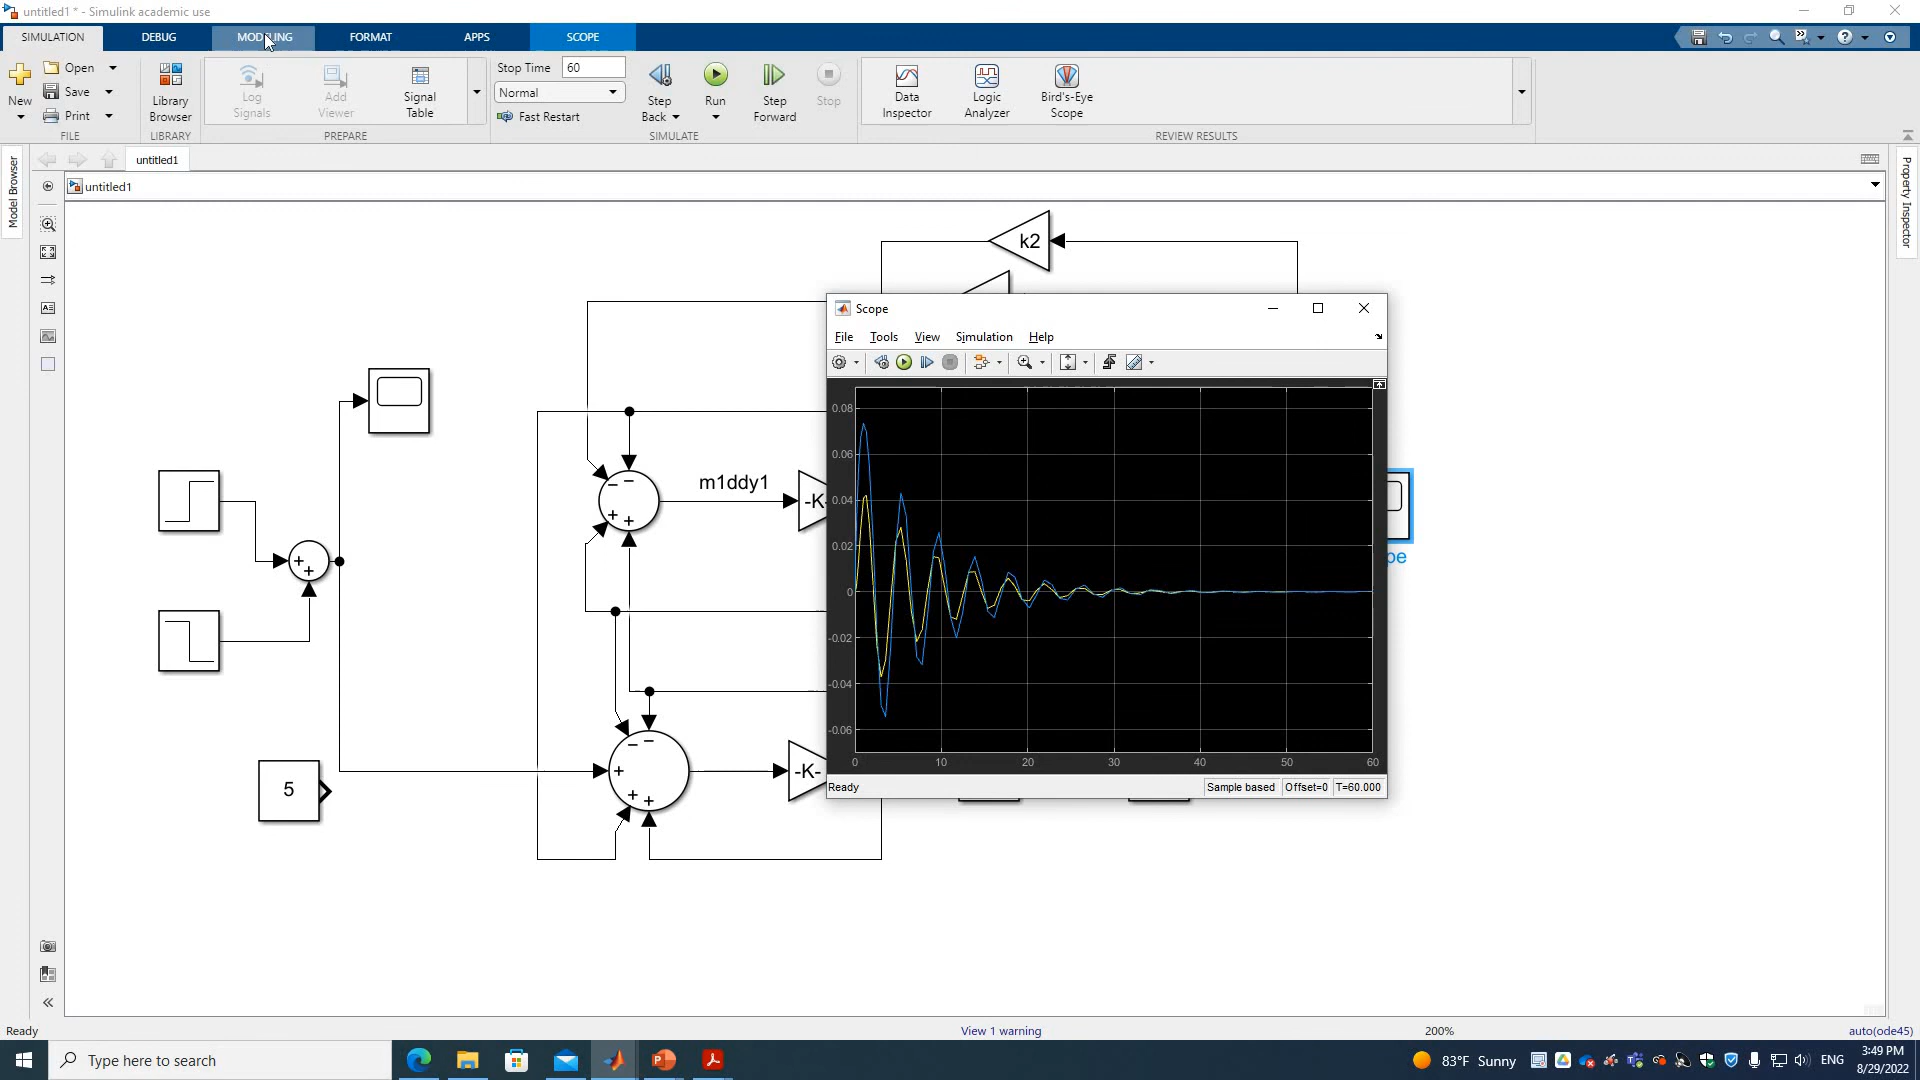 untitled1 * - Simulink academic use
SIMULATION DEBUG MODELING FORMAT APPS SCOPE
New
Open
Save
Print
FILE
Library Browser
LIBRARY
Log Signals
Add Viewer
Signal Table
PREPARE
Stop Time 60
Normal
Fast Restart
Step Back
Run
Step Forward
Stop
SIMULATE
Data Inspector
Logic Analyzer
Bird's-Eye Scope
REVIEW RESULTS
Model Browser
untitled1
untitled1
Property Inspector
k2
m1ddy1
-K-
-K-
5
pe
Scope
File Tools View Simulation Help
0.08
0.06
0.04
0.02
0
-0.02
-0.04
-0.06
0 10 20 30 40 50 60
Ready Sample based Offset=0 T=60.000
Ready View 1 warning 200% auto(ode45)
Type here to search
83°F Sunny
ENG
3:49 PM
8/29/2022